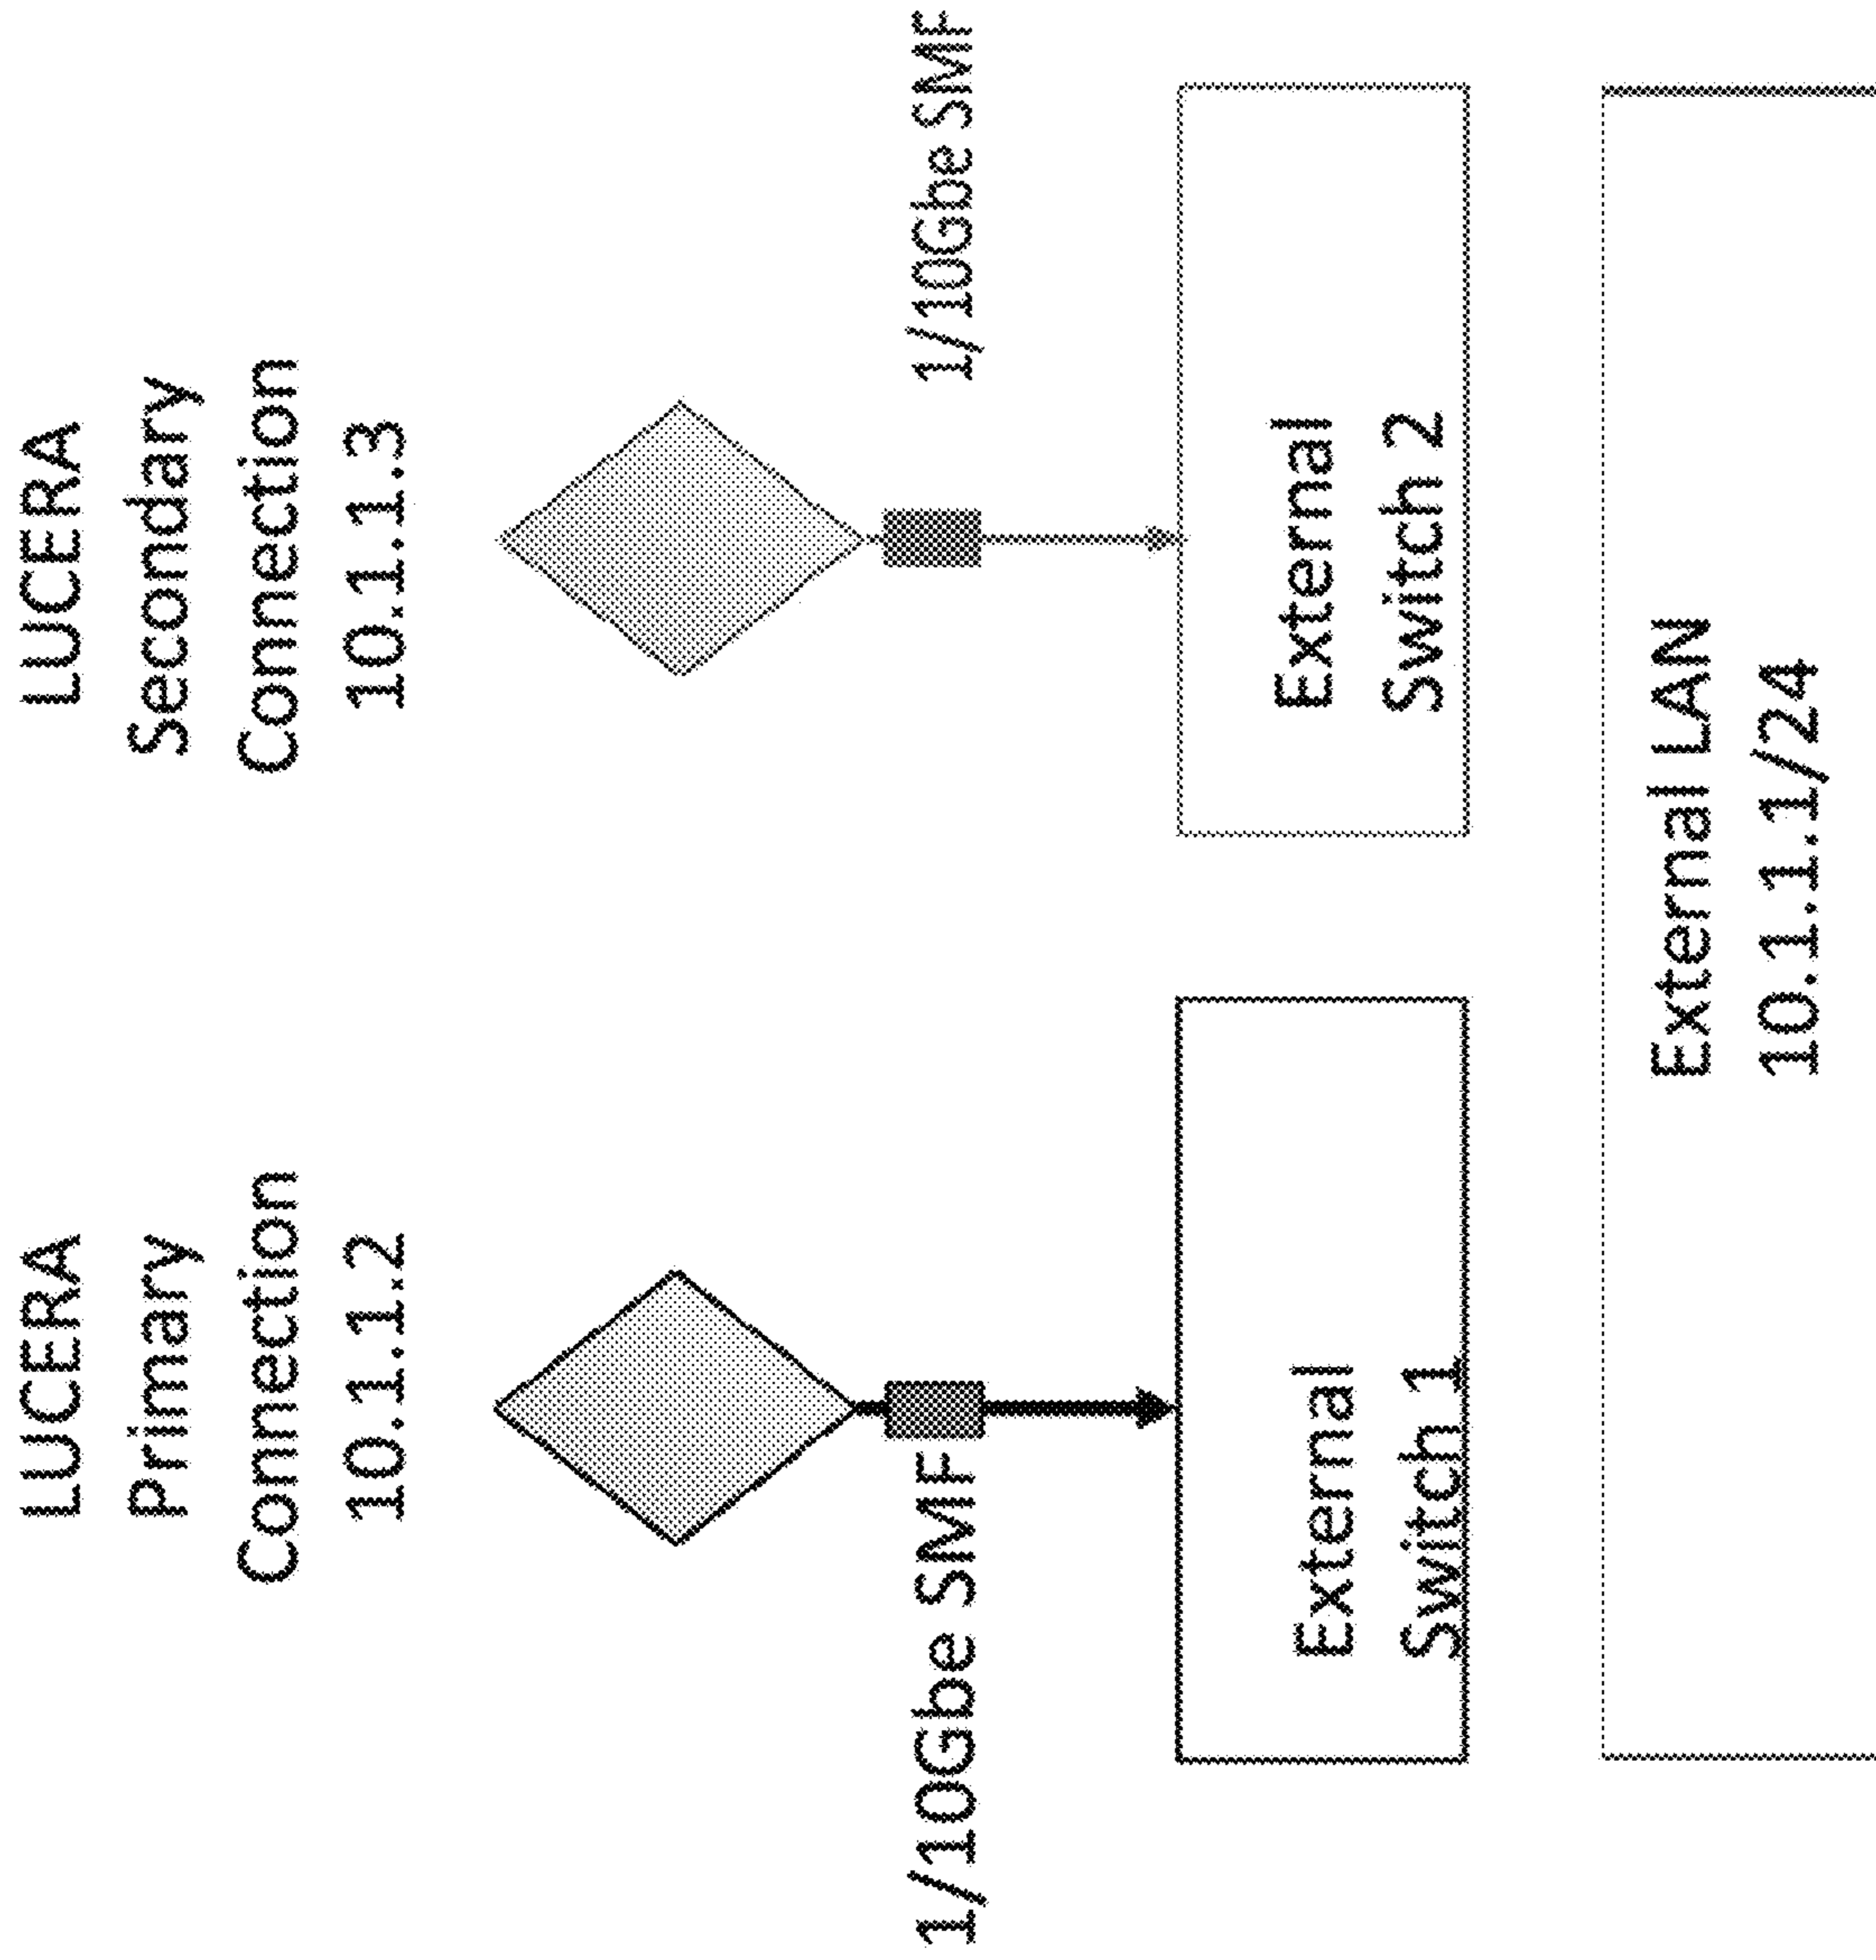 LUCERA
Primary
Connection
10.1.1.2
LUCERA
Secondary
Connection
10.1.1.3
1/10Gbe SMF
1/10Gbe SMF
External
Switch 1
External
Switch 2
External LAN
10.1.1.1/24